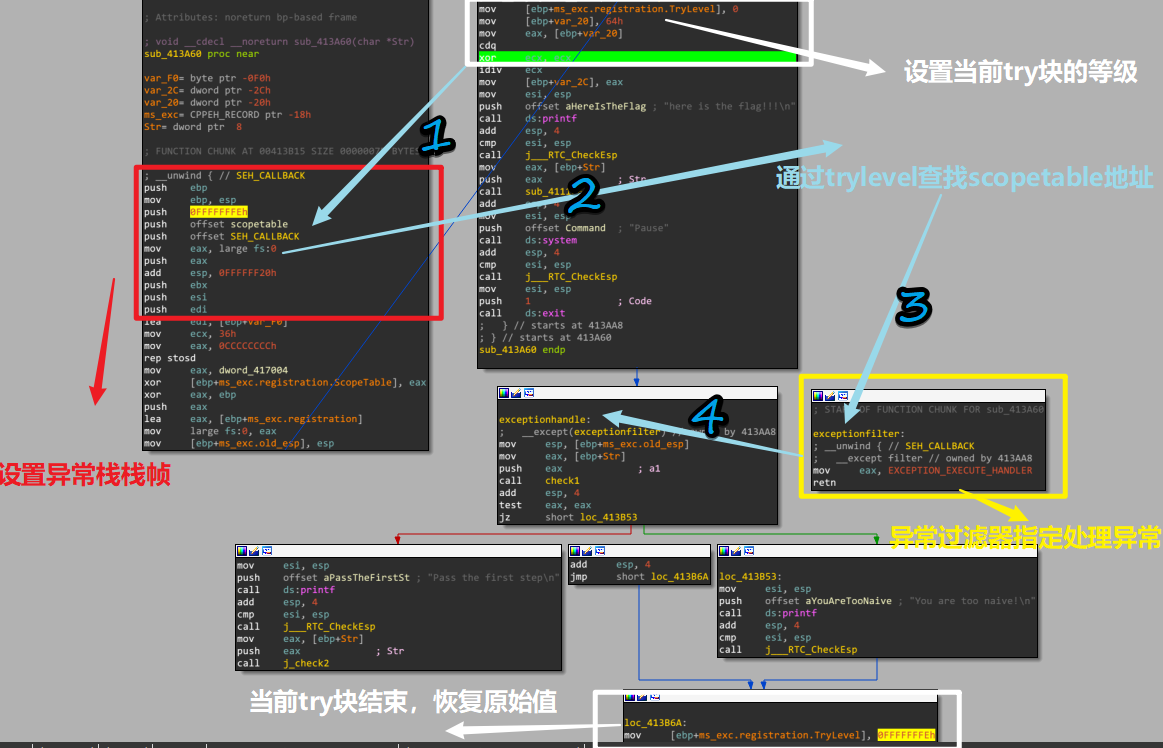 ; Attributes: noreturn bp-based frame
; void __cdecl __noreturn sub_413A60(char *Str)
sub_413A60 proc near
var_F0= byte ptr -0F0h
var_2C= dword ptr -2Ch
var_20= dword ptr -20h
ms_exc= CPPEH_RECORD ptr -18h
Str= dword ptr  8
; FUNCTION CHUNK AT 00413B15 SIZE 0000007 BYTES
; __unwind { // SEH_CALLBACK
push    ebp
mov     ebp, esp
push    0FFFFFFFEh
push    offset scopetable
push    offset SEH_CALLBACK
mov     eax, large fs:0
push    eax
add     esp, 0FFFFFF20h
push    ebx
push    esi
push    edi
lea     edi, [ebp+var_F0]
mov     ecx, 36h
mov     eax, 0CCCCCCCCh
rep stosd
mov     eax, dword_417004
xor     [ebp+ms_exc.registration.ScopeTable], eax
xor     eax, ebp
push    eax
lea     eax, [ebp+ms_exc.registration]
mov     large fs:0, eax
mov     [ebp+ms_exc.old_esp], esp
设置异常栈栈帧
mov     [ebp+ms_exc.registration.TryLevel], 0
mov     [ebp+var_20], 64h
mov     eax, [ebp+var_20]
cdq
xor
idiv    ecx
mov     [ebp+var_2C], eax
mov     esi, esp
push    offset aHereIsTheFlag ; "here is the flag!!!\n"
call    ds:printf
add     esp, 4
cmp     esi, esp
call    j___RTC_CheckEsp
mov     eax, [ebp+Str]
push    eax             ; Str
call    sub_411
add     esp, 4
mov     esi, esp
push    offset Command  ; "Pause"
call    ds:system
add     esp, 4
cmp     esi, esp
call    j___RTC_CheckEsp
mov     esi, esp
push    1               ; Code
call    ds:exit
;   } // starts at 413AA8
; } // starts at 413A60
sub_413A60 endp
设置当前try块的等级
1
2
通过trylevel查找scopetable地址
3
4
exceptionhandle:
;   __except(exceptionfilter) // owned by 413AA8
mov     esp, [ebp+ms_exc.old_esp]
mov     eax, [ebp+Str]
push    eax             ; a1
call    check1
add     esp, 4
test    eax, eax
jz      short loc_413B53
; START OF FUNCTION CHUNK FOR sub_413A60
exceptionfilter:
; __unwind { // SEH_CALLBACK
;   __except filter // owned by 413AA8
mov     eax, EXCEPTION_EXECUTE_HANDLER
retn
异常过滤器指定处理异常
mov     esi, esp
push    offset aPassTheFirstSt ; "Pass the first step\n"
call    ds:printf
add     esp, 4
cmp     esi, esp
call    j___RTC_CheckEsp
mov     eax, [ebp+Str]
push    eax             ; Str
call    j_check2
add     esp, 4
jmp     short loc_413B6A
loc_413B53:
mov     esi, esp
push    offset aYouAreTooNaive ; "You are too naive!\n"
call    ds:printf
add     esp, 4
cmp     esi, esp
call    j___RTC_CheckEsp
当前try块结束，恢复原始值
loc_413B6A:
mov     [ebp+ms_exc.registration.TryLevel], 0FFFFFFFEh